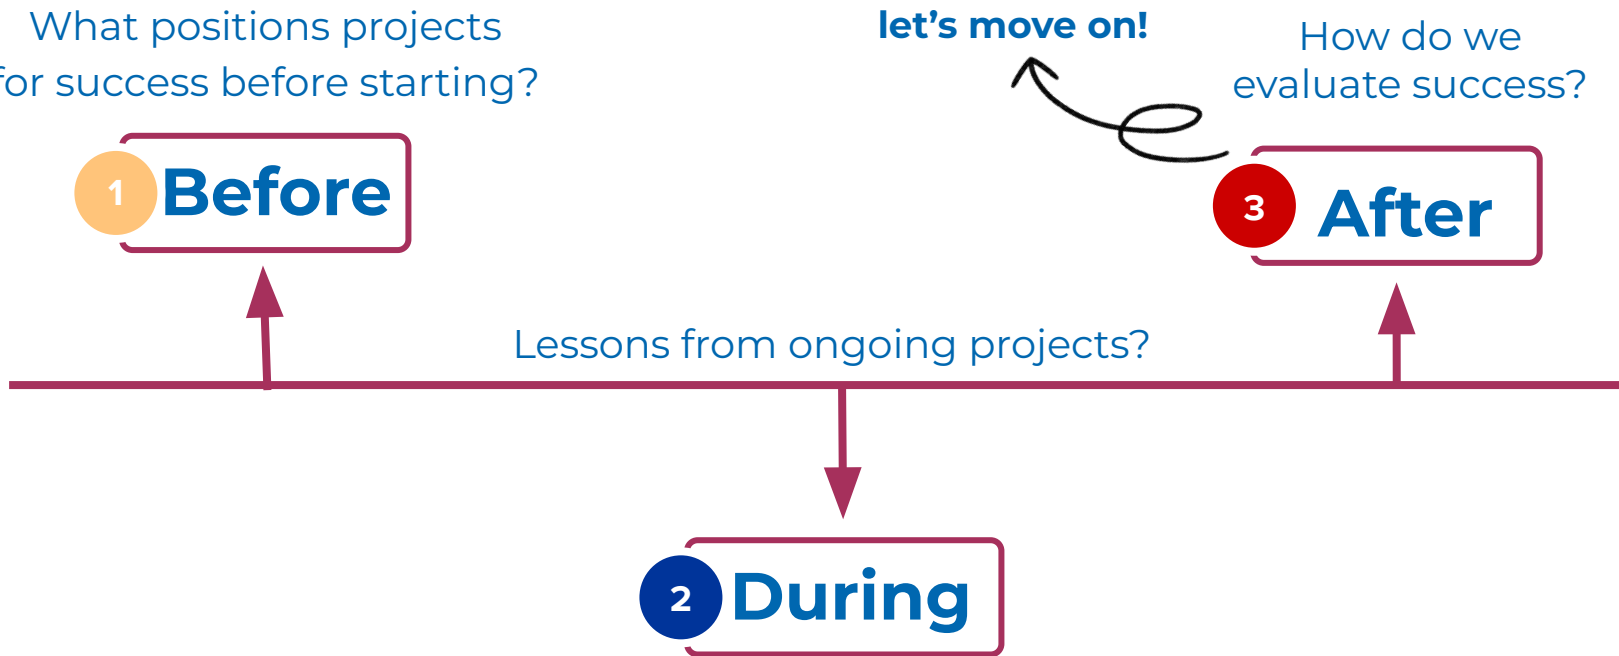 What positions projects
for success before starting?
1 Before
let’s move on!
How do we
evaluate success?
3 After
Lessons from ongoing projects?
2 During